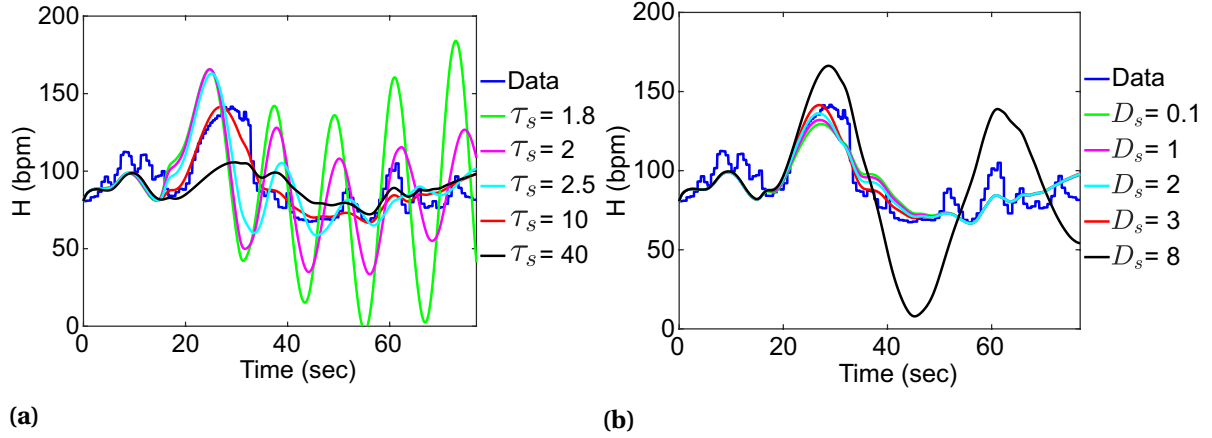 200
150
100
50
0
H (bpm)
0 20 40 60
Time (sec)
Data
τₛ = 1.8
τₛ = 2
τₛ = 2.5
τₛ = 10
τₛ = 40
(a)
200
150
100
50
0
H (bpm)
0 20 40 60
Time (sec)
Data
Dₛ = 0.1
Dₛ = 1
Dₛ = 2
Dₛ = 3
Dₛ = 8
(b)